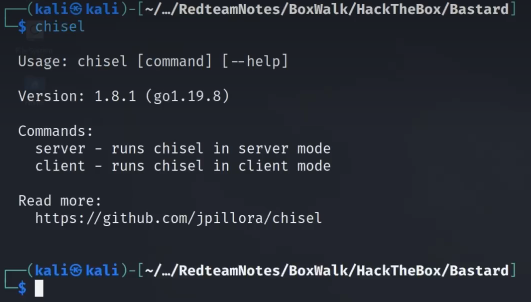 ┌──(kali㉿kali)-[~/…/RedteamNotes/BoxWalk/HackTheBox/Bastard]
└─$ chisel
Usage: chisel [command] [--help]
Version: 1.8.1 (go1.19.8)
Commands:
server - runs chisel in server mode
client - runs chisel in client mode
Read more:
https://github.com/jpillora/chisel
┌──(kali㉿kali)-[~/…/RedteamNotes/BoxWalk/HackTheBox/Bastard]
└─$